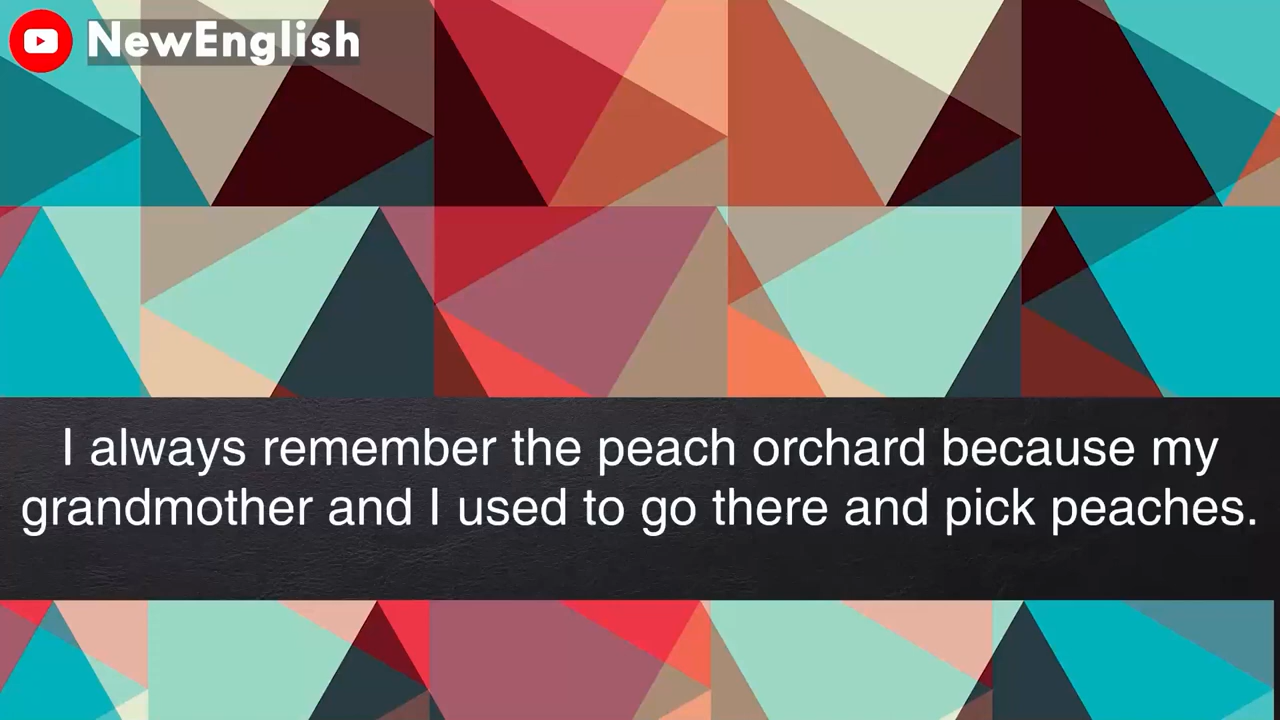 NewEnglish
I always remember the peach orchard because my
grandmother and I used to go there and pick peaches.